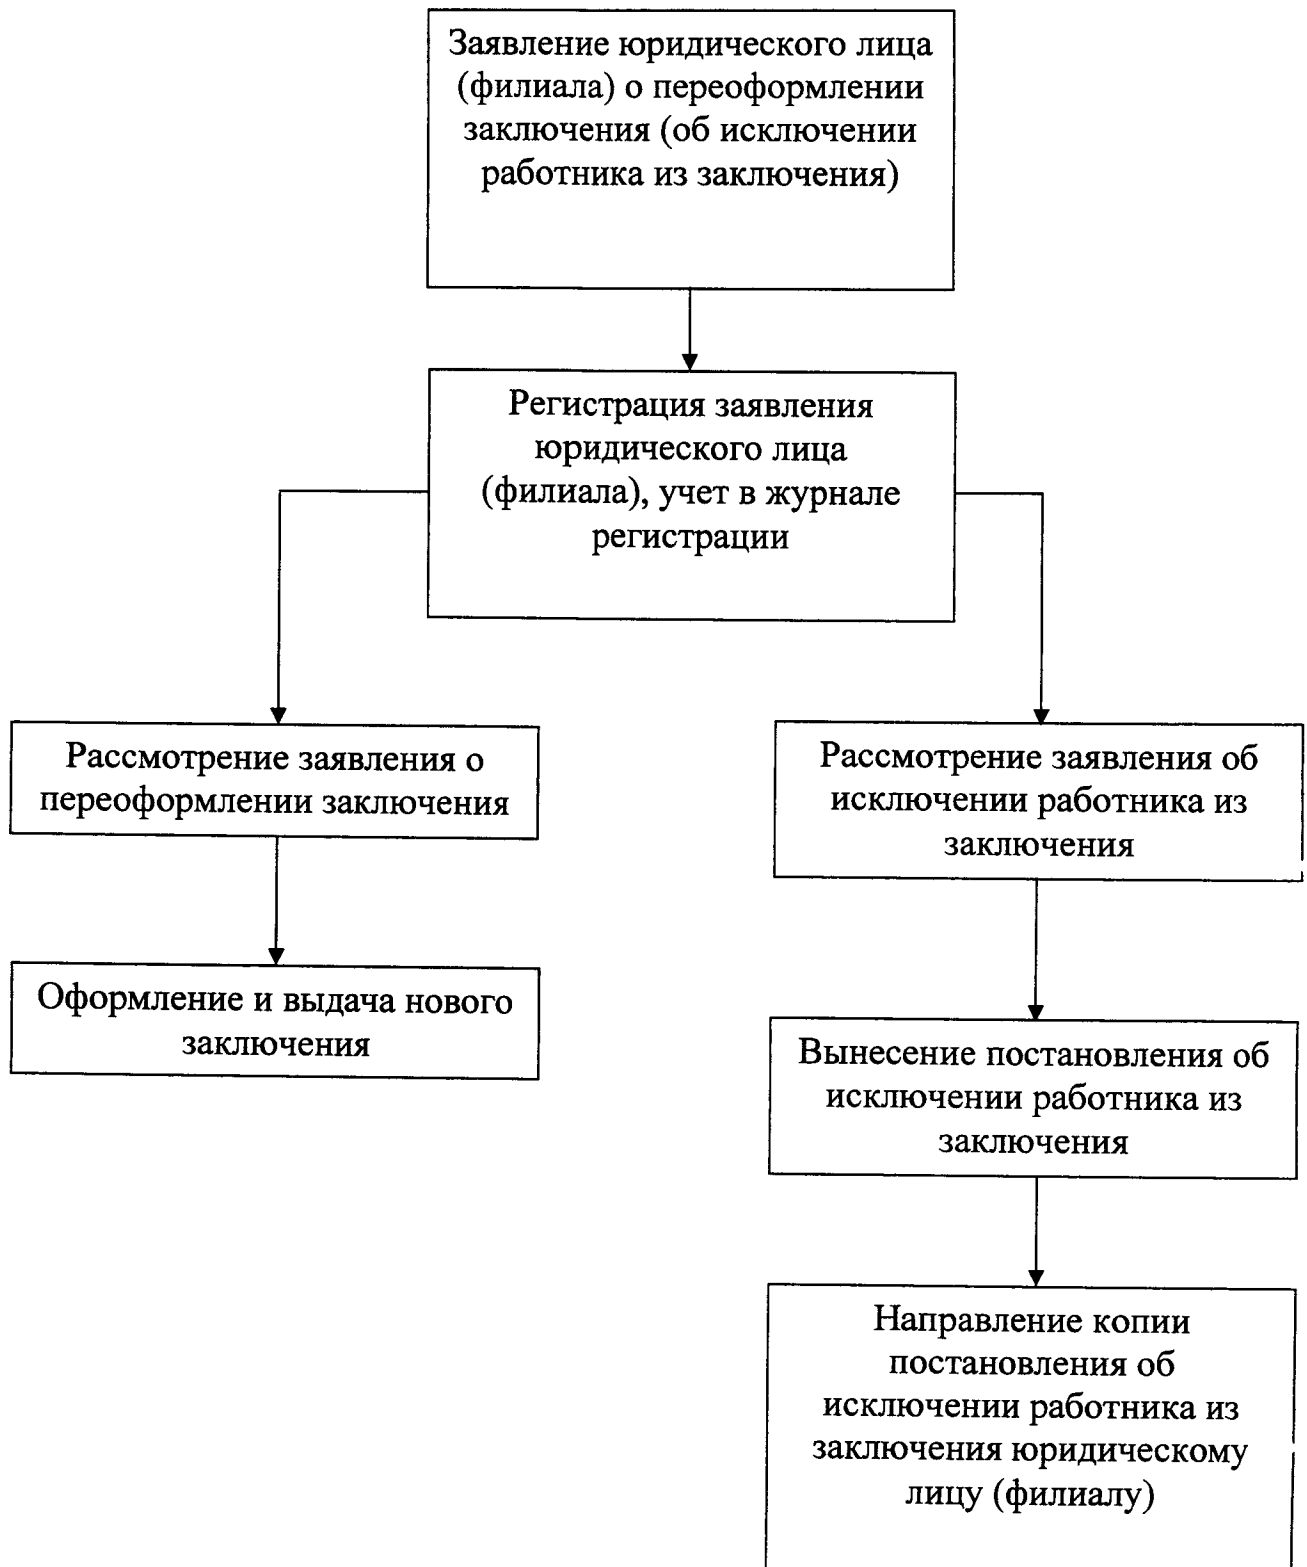 Заявление юридического лица
(филиала) о переоформлении
заключения (об исключении
работника из заключения)
Регистрация заявления
юридического лица
(филиала), учет в журнале
регистрации
Рассмотрение заявления о
переоформлении заключения
Рассмотрение заявления об
исключении работника из
заключения
Оформление и выдача нового
заключения
Вынесение постановления об
исключении работника из
заключения
Направление копии
постановления об
исключении работника из
заключения юридическому
лицу (филиалу)